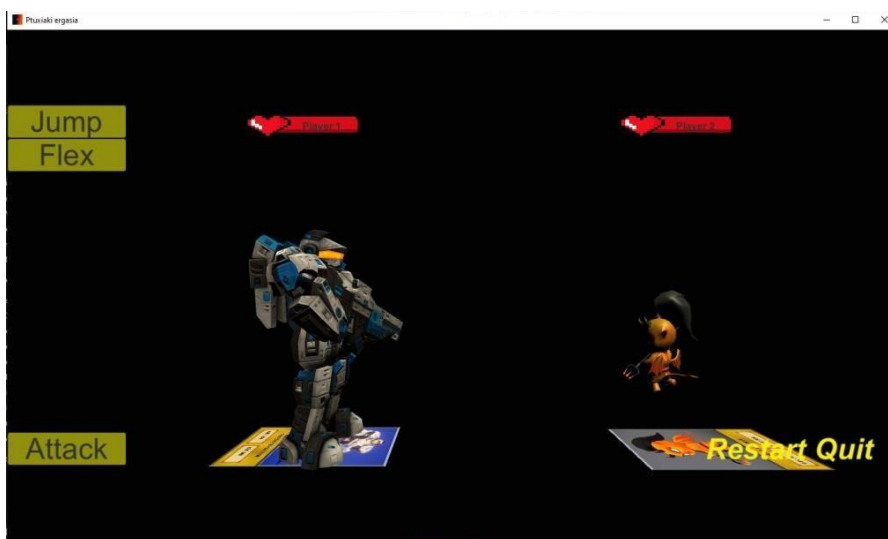 Ptuxiaki ergasia
Jump
Flex
Player 1
Player 2
Attack
Restart Quit